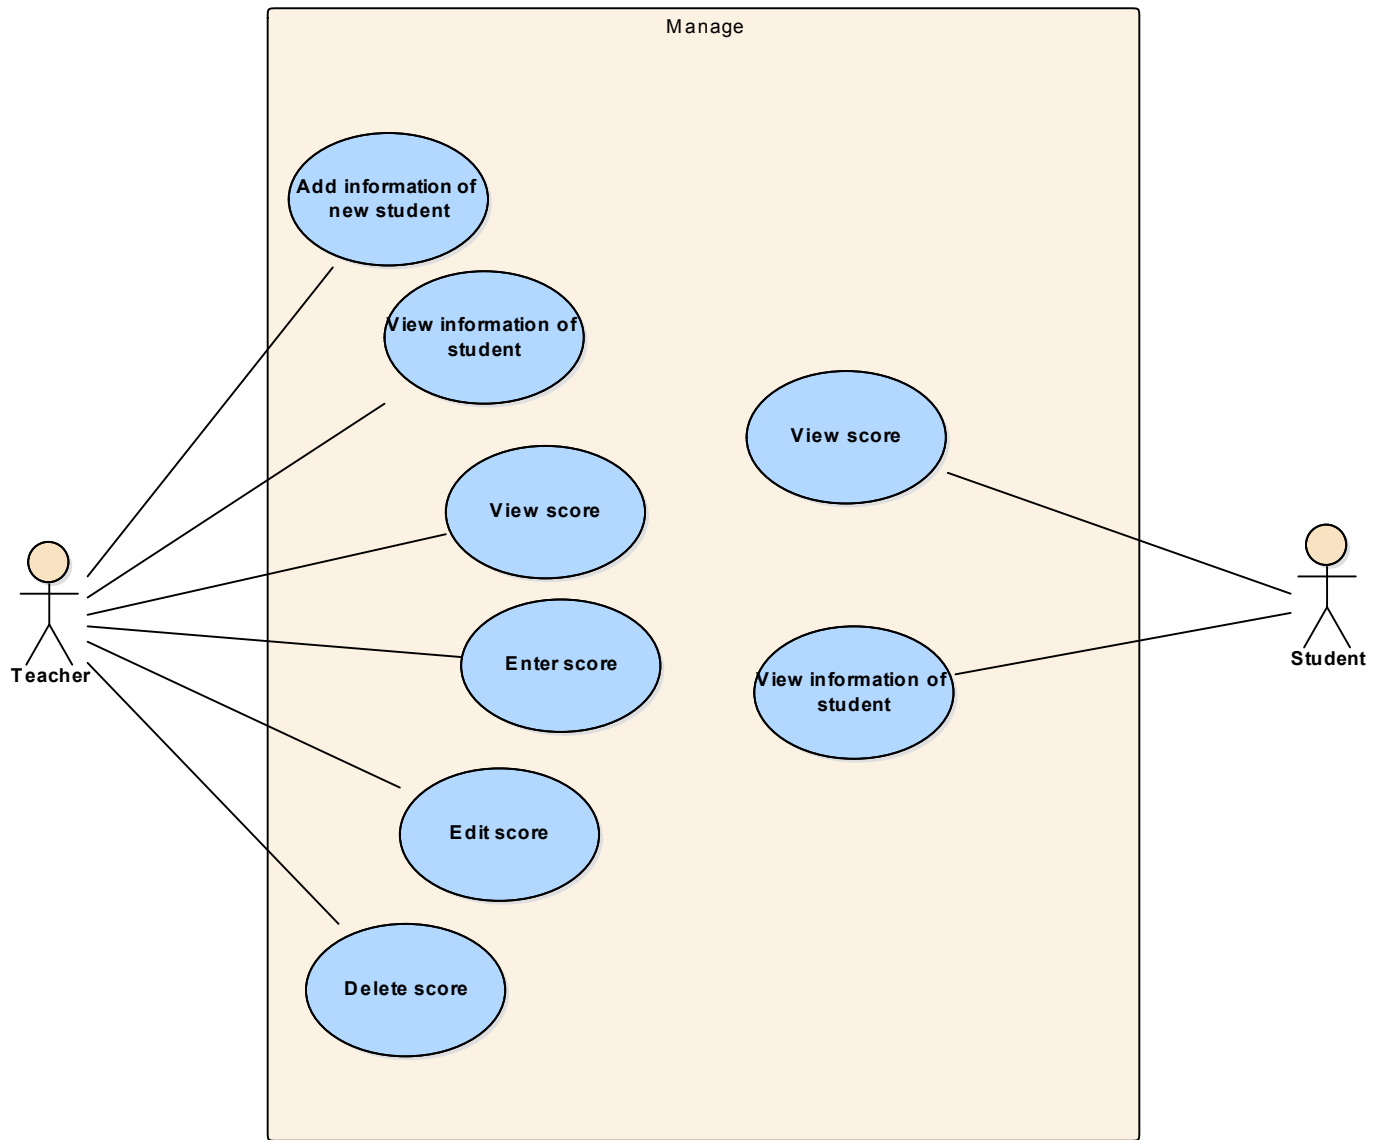 Manage
Add information of
new student
View information of
student
View score
View score
Enter score
View information of
student
Teacher
Student
Edit score
Delete score